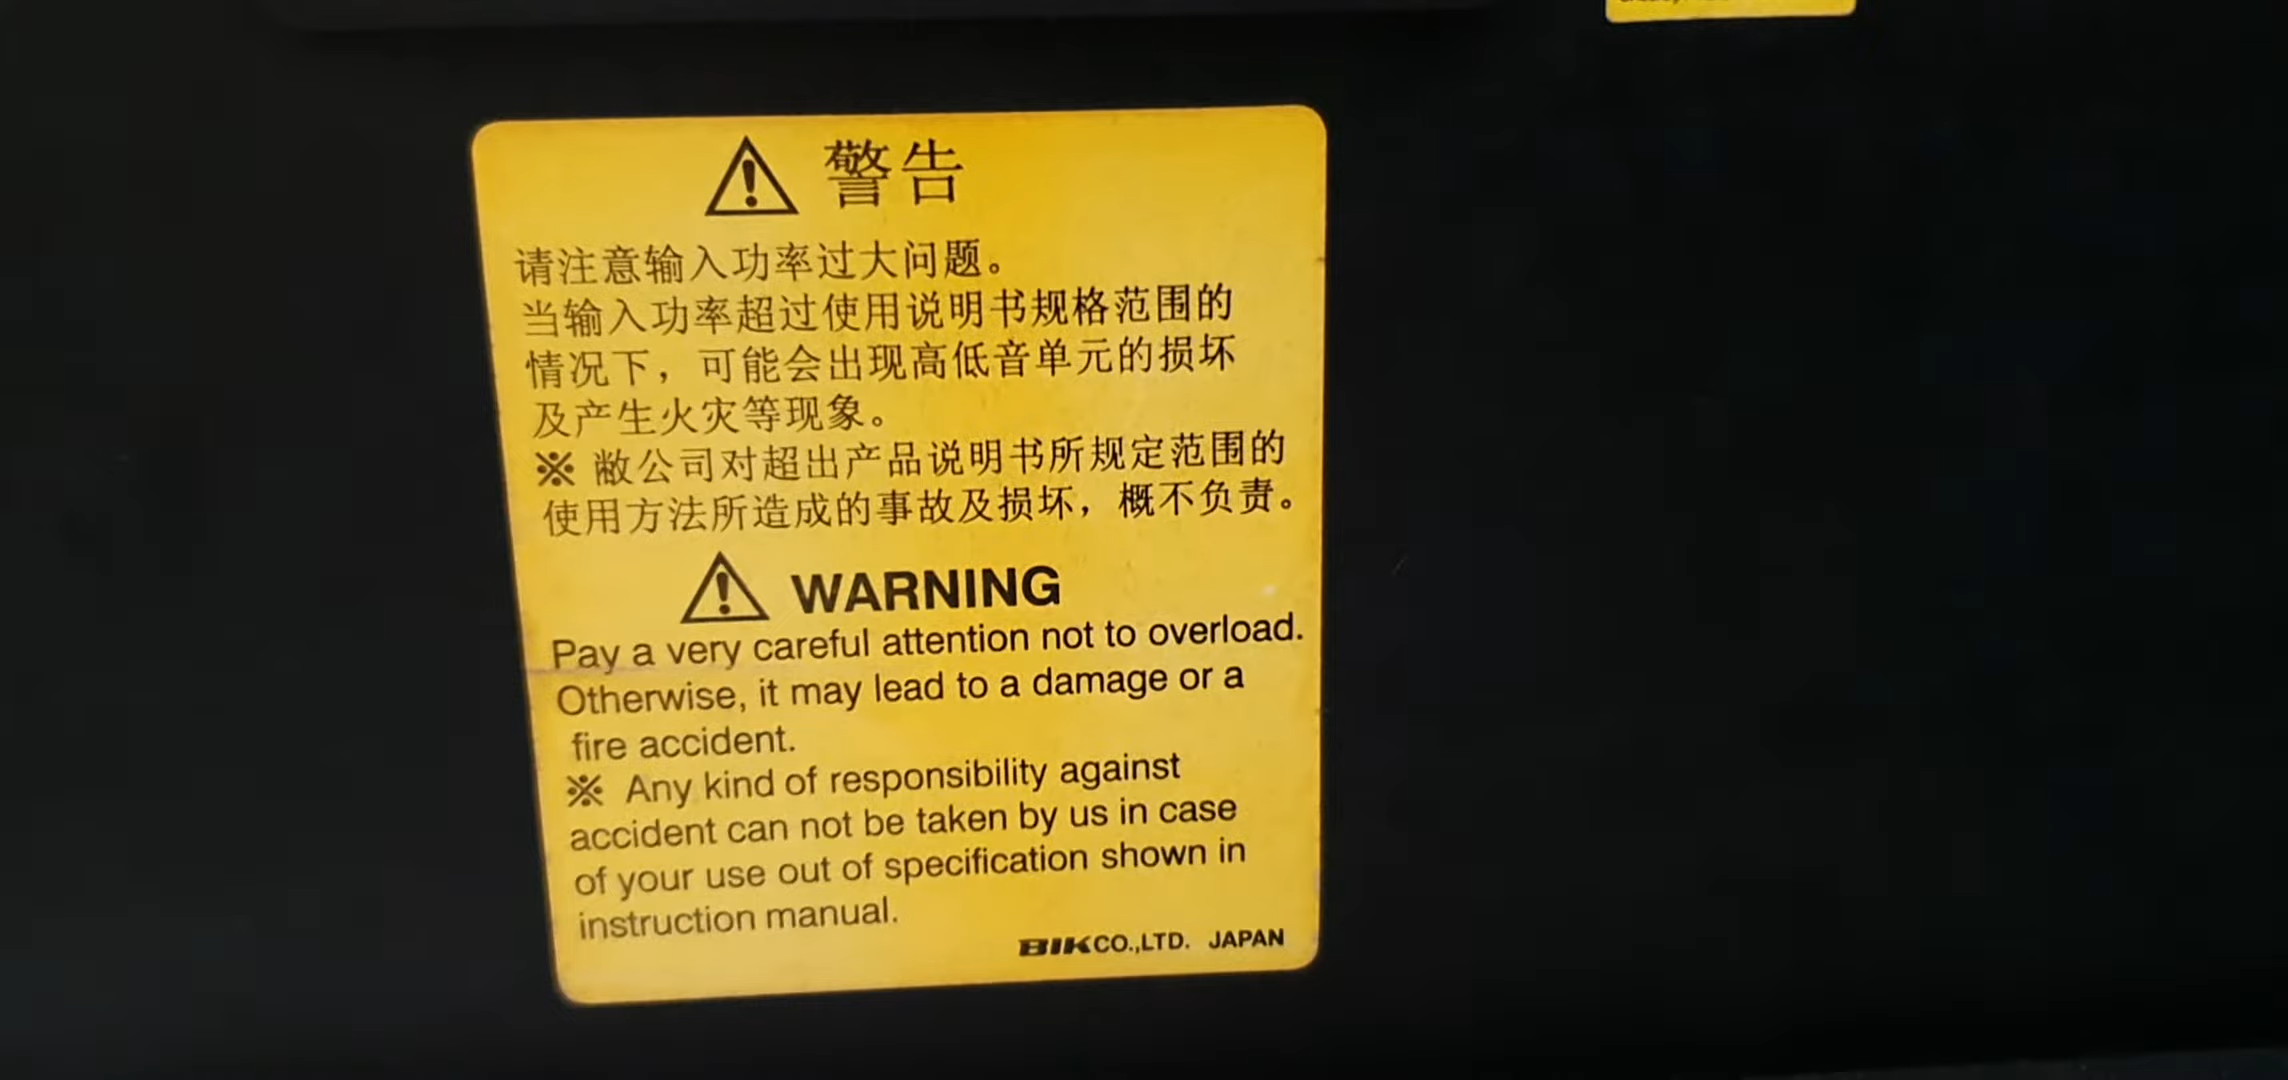 警告
请注意输入功率过大问题。
当输入功率超过使用说明书规格范围的
情况下，可能会出现高低音单元的损坏
及产生火灾等现象。
※ 敝公司对超出产品说明书所规定范围的
使用方法所造成的事故及损坏，概不负责。
WARNING
Pay a very careful attention not to overload.
Otherwise, it may lead to a damage or a
fire accident.
※ Any kind of responsibility against
accident can not be taken by us in case
of your use out of specification shown in
instruction manual.
BIK CO.,LTD. JAPAN